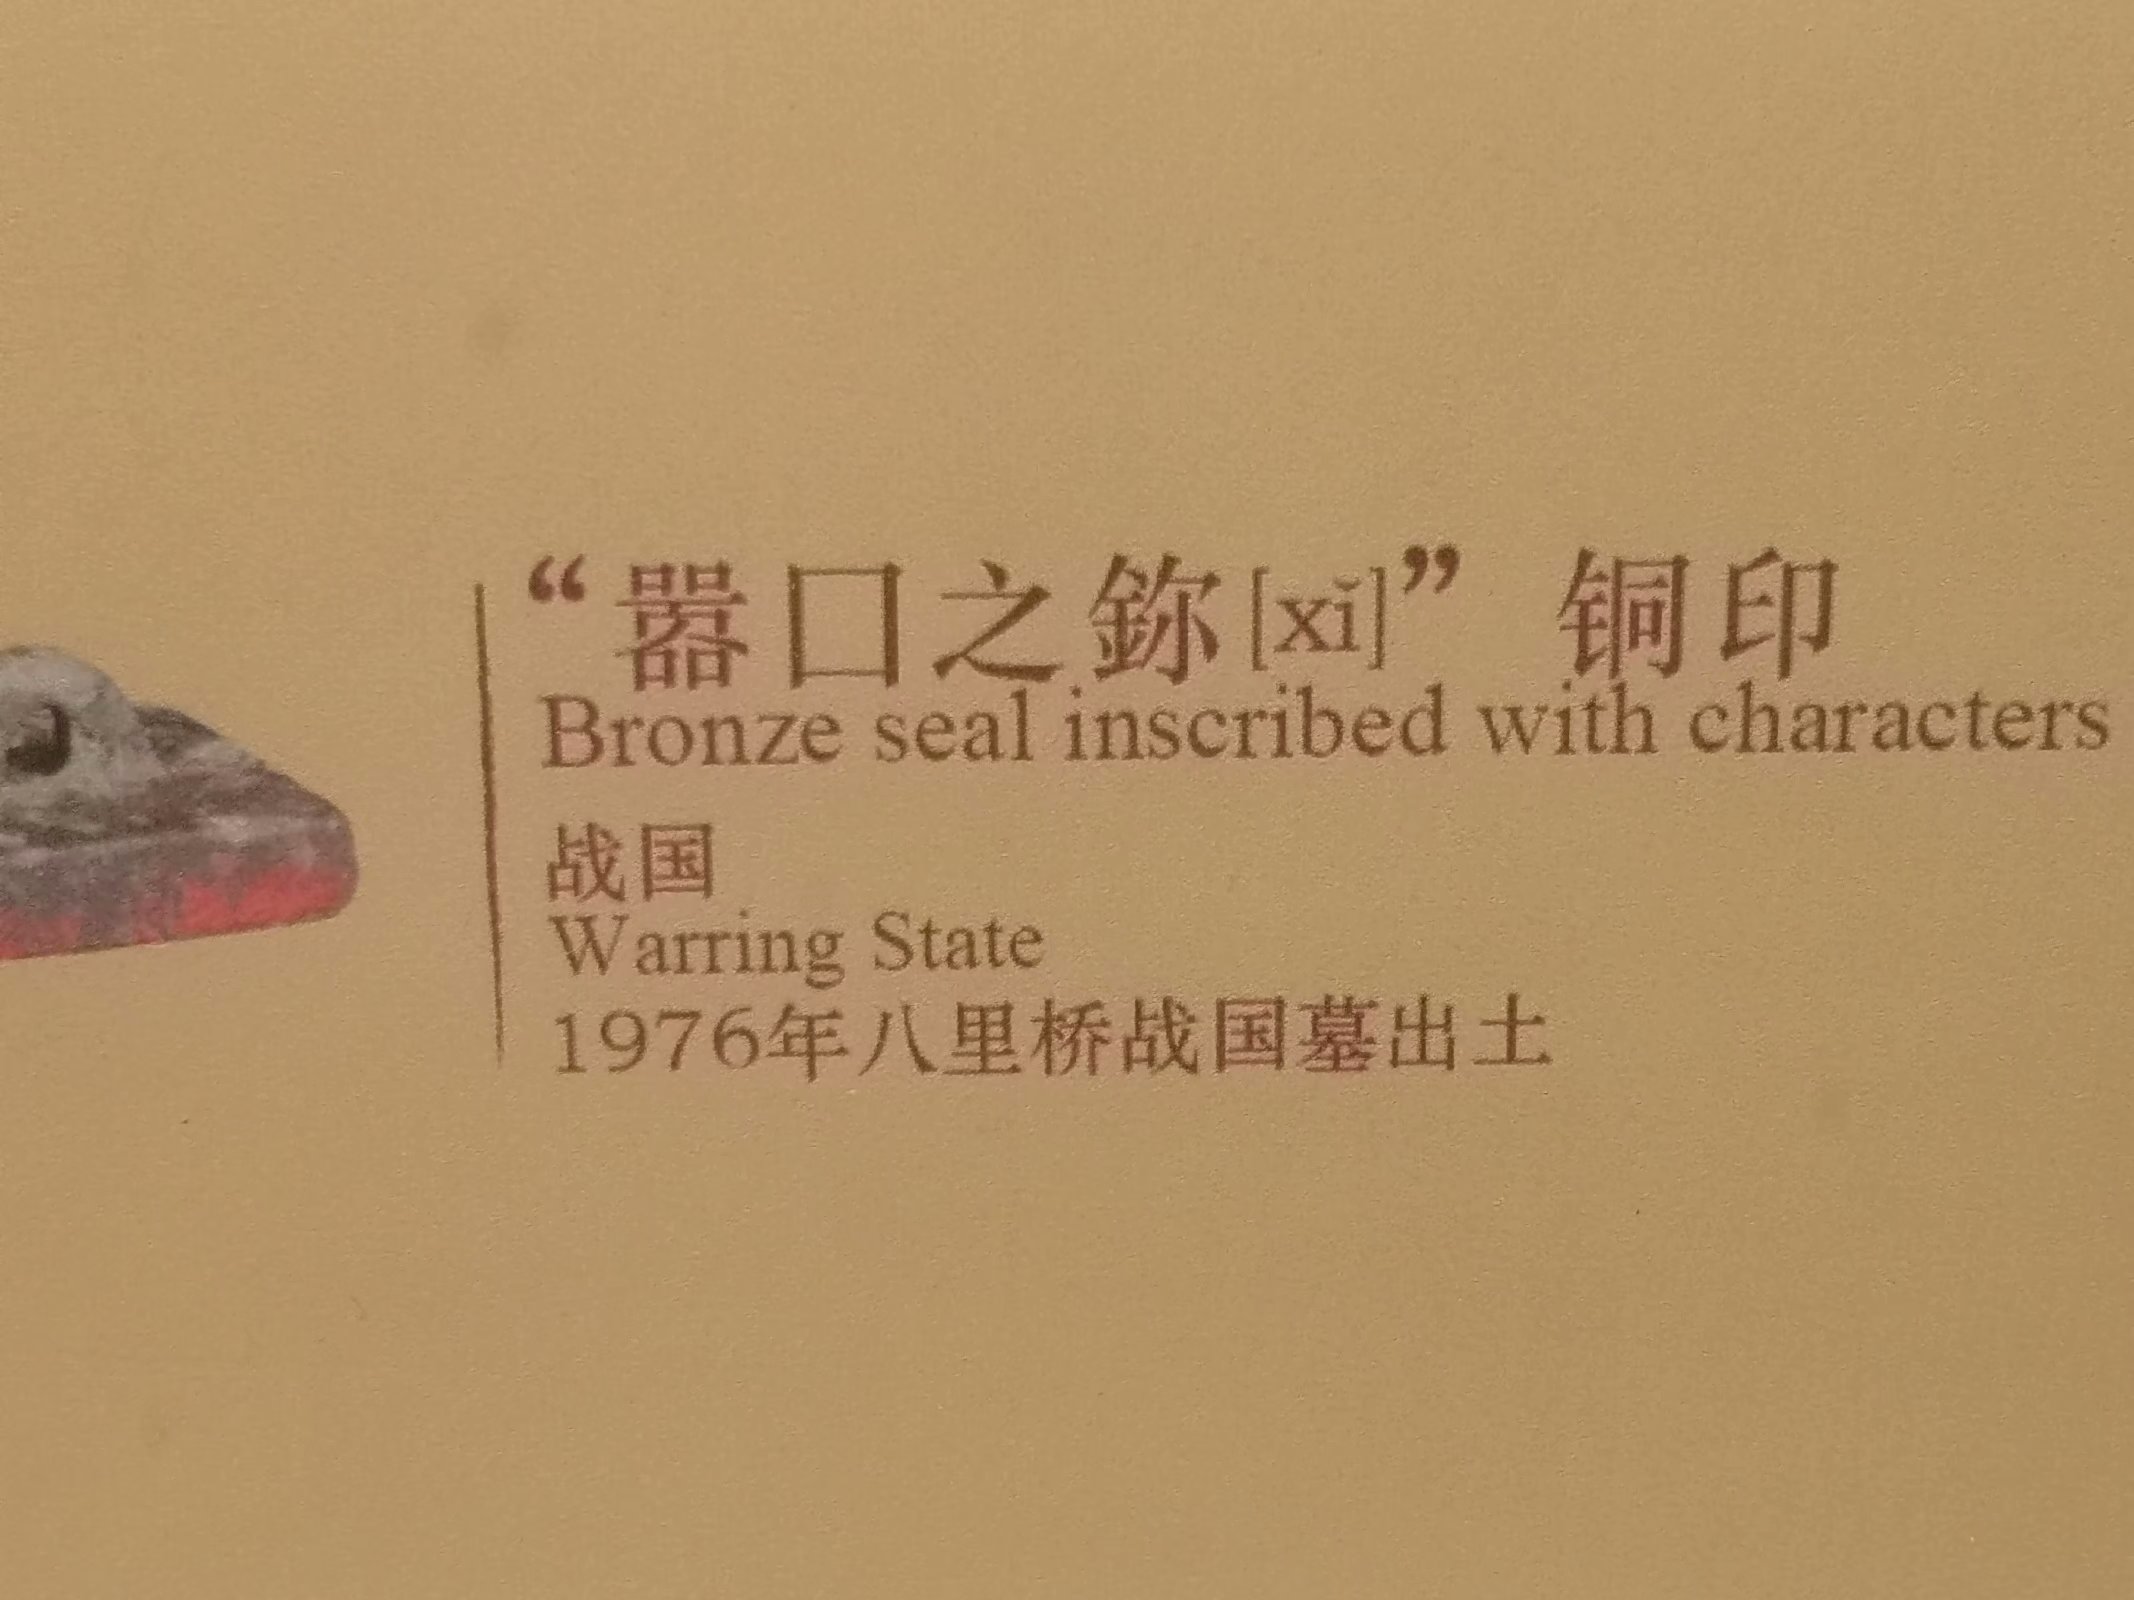 “嚣口之鉨[xǐ]” 铜印
Bronze seal inscribed with characters
战国
Warring State
1976年八里桥战国墓出土